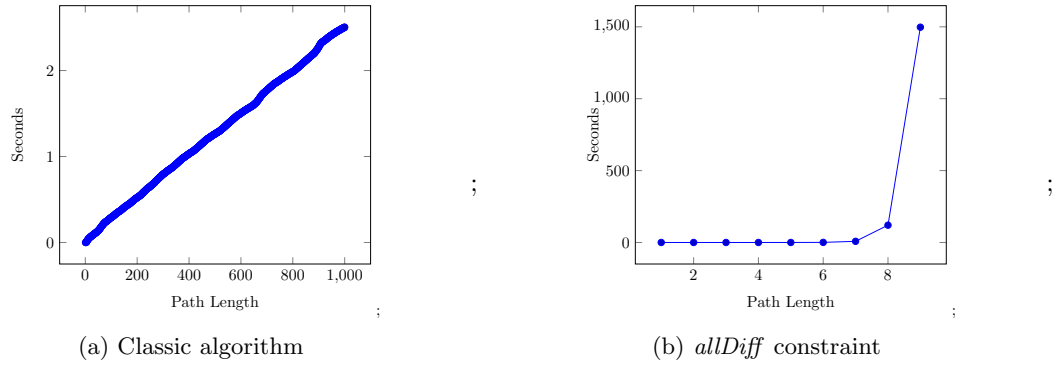 2
1
0
Seconds
0 200 400 600 800 1,000
Path Length
;
;
(a) Classic algorithm
1,500
1,000
500
0
Seconds
2 4 6 8
Path Length
;
;
(b) allDiff constraint